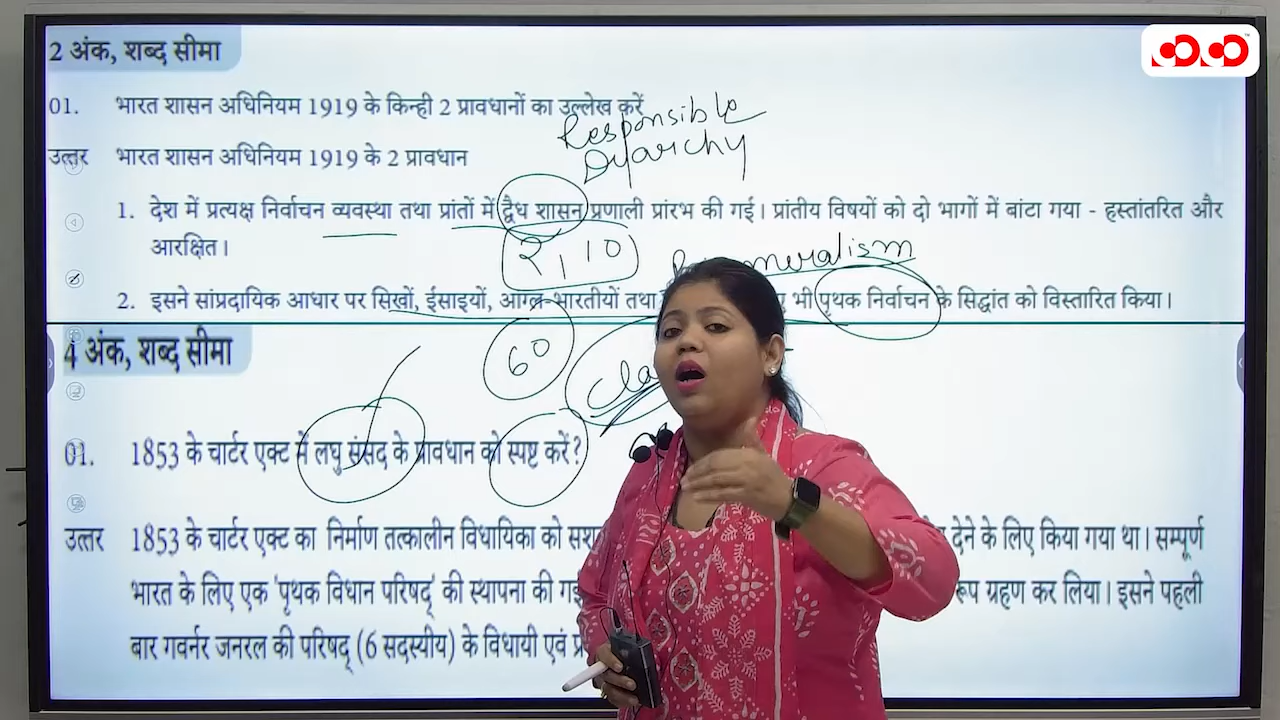 2 अंक, शब्द सीमा
01. भारत शासन अधिनियम 1919 के किन्ही 2 प्रावधानों का उल्लेख करें
Responsible
Dyarchy
उत्तर भारत शासन अधिनियम 1919 के 2 प्रावधान
1. देश में प्रत्यक्ष निर्वाचन व्यवस्था तथा प्रांतों में द्वैध शासन प्रणाली प्रांरभ की गई। प्रांतीय विषयों को दो भागों में बांटा गया - हस्तांतरित और
आरक्षित।
2, 10
2. इसने सांप्रदायिक आधार पर सिखों, ईसाइयों, आंग्ल-भारतीयों तथा भी पृथक निर्वाचन के सिद्धांत को विस्तारित किया।
4 अंक, शब्द सीमा
60
01. 1853 के चार्टर एक्ट में लघु संसद के प्रावधान को स्पष्ट करें?
उत्तर 1853 के चार्टर एक्ट का निर्माण तत्कालीन विधायिका को देने के लिए किया गया था। सम्पूर्ण
भारत के लिए एक 'पृथक विधान परिषद्' की स्थापना की रूप ग्रहण कर लिया। इसने पहली
बार गवर्नर जनरल की परिषद् (6 सदस्यीय) के विधायी एवं